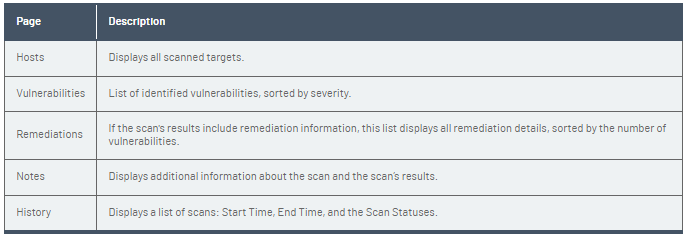 Page Description
Hosts Displays all scanned targets.
Vulnerabilities List of identified vulnerabilities, sorted by severity.
Remediations If the scan's results include remediation information, this list displays all remediation details, sorted by the number of
vulnerabilities.
Notes Displays additional information about the scan and the scan's results.
History Displays a list of scans: Start Time, End Time, and the Scan Statuses.